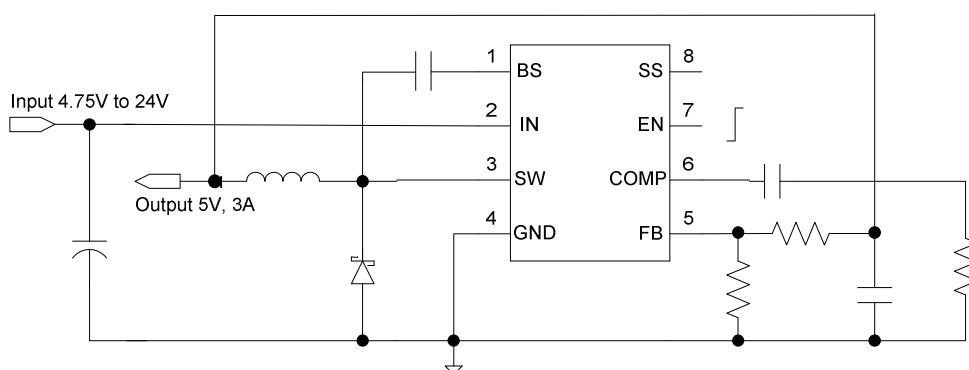 1
8
BS
SS
Input 4.75V to 24V
2
7
IN
EN
3
6
SW
COMP
Output 5V, 3A
4
5
GND
FB